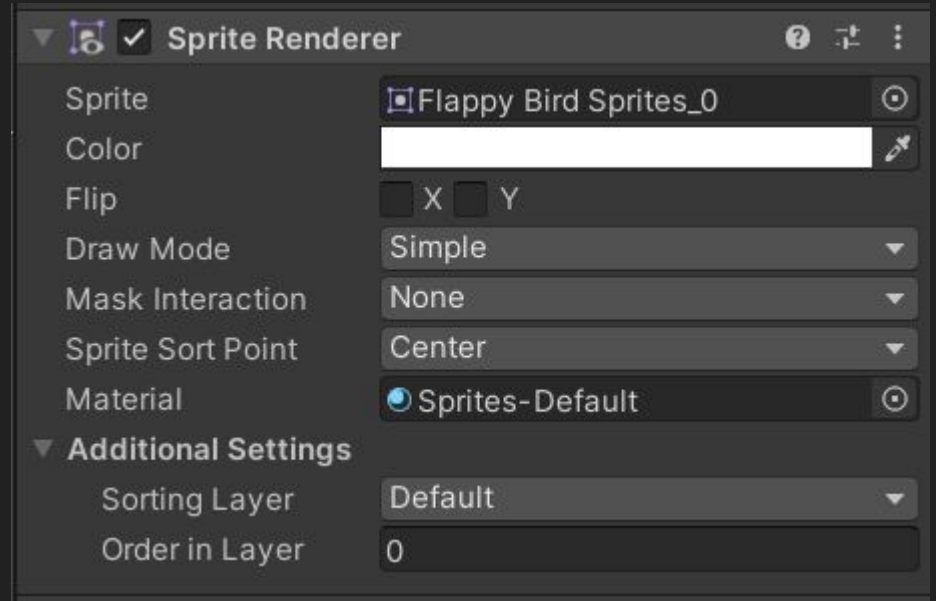 Sprite Renderer
Sprite Flappy Bird Sprites_0
Color
Flip X Y
Draw Mode Simple
Mask Interaction None
Sprite Sort Point Center
Material Sprites-Default
Additional Settings
Sorting Layer Default
Order in Layer 0